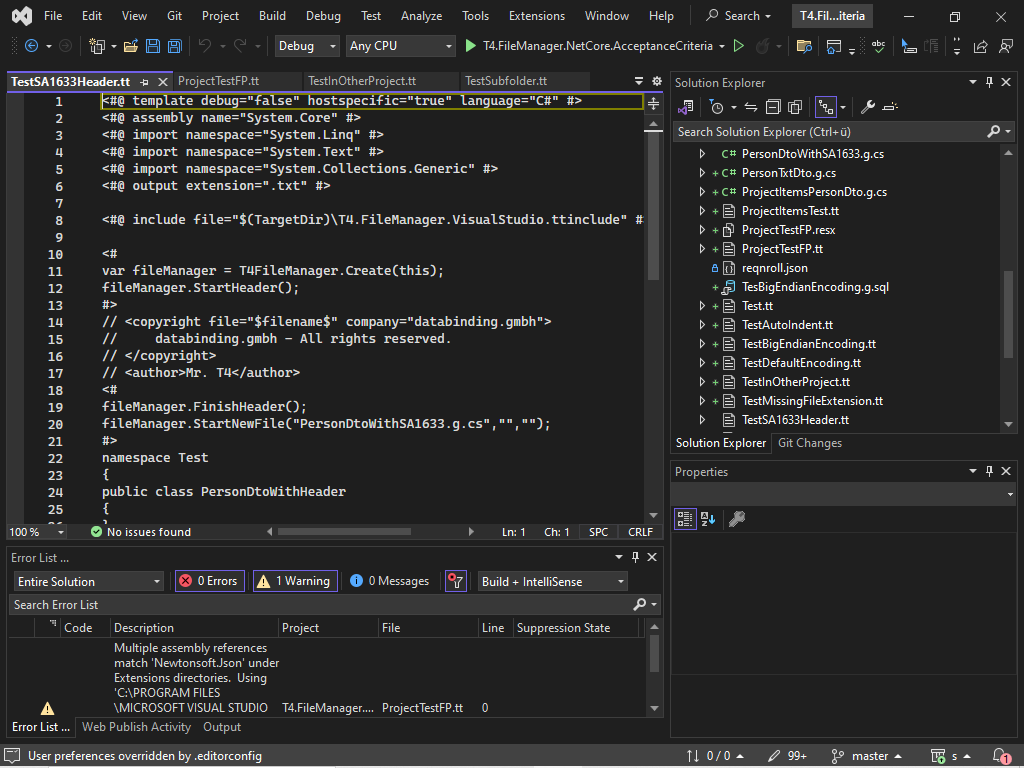 File Edit View Git Project Build Debug Test Analyze Tools Extensions Window Help Search T4.Fil...iteria
Debug Any CPU T4.FileManager.NetCore.AcceptanceCriteria
TestSA1633Header.tt ProjectTestFP.tt TestInOtherProject.tt TestSubfolder.tt
1 <#@ template debug="false" hostspecific="true" language="C#" #>
2 <#@ assembly name="System.Core" #>
3 <#@ import namespace="System.Linq" #>
4 <#@ import namespace="System.Text" #>
5 <#@ import namespace="System.Collections.Generic" #>
6 <#@ output extension=".txt" #>
7
8 <#@ include file="$(TargetDir)\T4.FileManager.VisualStudio.ttinclude" #
9
10 <#
11 var fileManager = T4FileManager.Create(this);
12 fileManager.StartHeader();
13 #>
14 // <copyright file="$filename$" company="databinding.gmbh">
15 //     databinding.gmbh - All rights reserved.
16 // </copyright>
17 // <author>Mr. T4</author>
18 <#
19 fileManager.FinishHeader();
20 fileManager.StartNewFile("PersonDtoWithSA1633.g.cs","","");
21 #>
22 namespace Test
23 {
24 public class PersonDtoWithHeader
25 {
100 % No issues found Ln: 1 Ch: 1 SPC CRLF
Error List ...
Entire Solution 0 Errors 1 Warning 0 Messages Build + IntelliSense
Search Error List
Code Description Project File Line Suppression State
Multiple assembly references
match 'Newtonsoft.Json' under
Extensions directories. Using
'C:\PROGRAM FILES
\MICROSOFT VISUAL STUDIO T4.FileManager.... ProjectTestFP.tt 0
Error List ... Web Publish Activity Output
Solution Explorer
Search Solution Explorer (Ctrl+ü)
C# PersonDtoWithSA1633.g.cs
+ C# PersonTxtDto.g.cs
+ C# ProjectItemsPersonDto.g.cs
+ ProjectItemsTest.tt
+ ProjectTestFP.resx
+ ProjectTestFP.tt
reqnroll.json
+ TesBigEndianEncoding.g.sql
+ Test.tt
+ TestAutoIndent.tt
+ TestBigEndianEncoding.tt
+ TestDefaultEncoding.tt
+ TestInOtherProject.tt
+ TestMissingFileExtension.tt
TestSA1633Header.tt
Solution Explorer Git Changes
Properties
User preferences overridden by .editorconfig 0 / 0 99+ master s 1